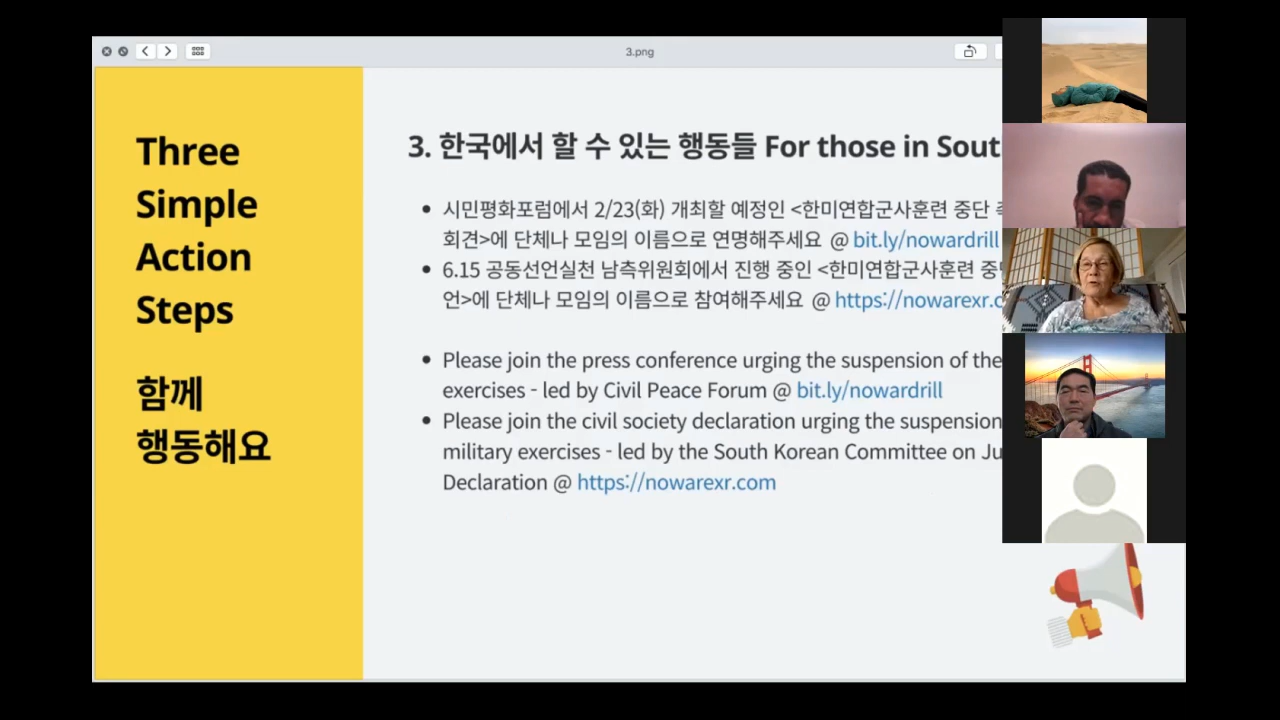 3.png
Three
Simple
Action
Steps
함께
행동해요
3. 한국에서 할 수 있는 행동들 For those in Sout
시민평화포럼에서 2/23(화) 개최할 예정인 <한미연합군사훈련 중단
회견>에 단체나 모임의 이름으로 연명해주세요 @ bit.ly/nowardrill
6.15 공동선언실천 남측위원회에서 진행 중인 <한미연합군사훈련
언>에 단체나 모임의 이름으로 참여해주세요 @ https://nowarexr.c
Please join the press conference urging the suspension of the
exercises - led by Civil Peace Forum @ bit.ly/nowardrill
Please join the civil society declaration urging the suspension
military exercises - led by the South Korean Committee on Ju
Declaration @ https://nowarexr.com